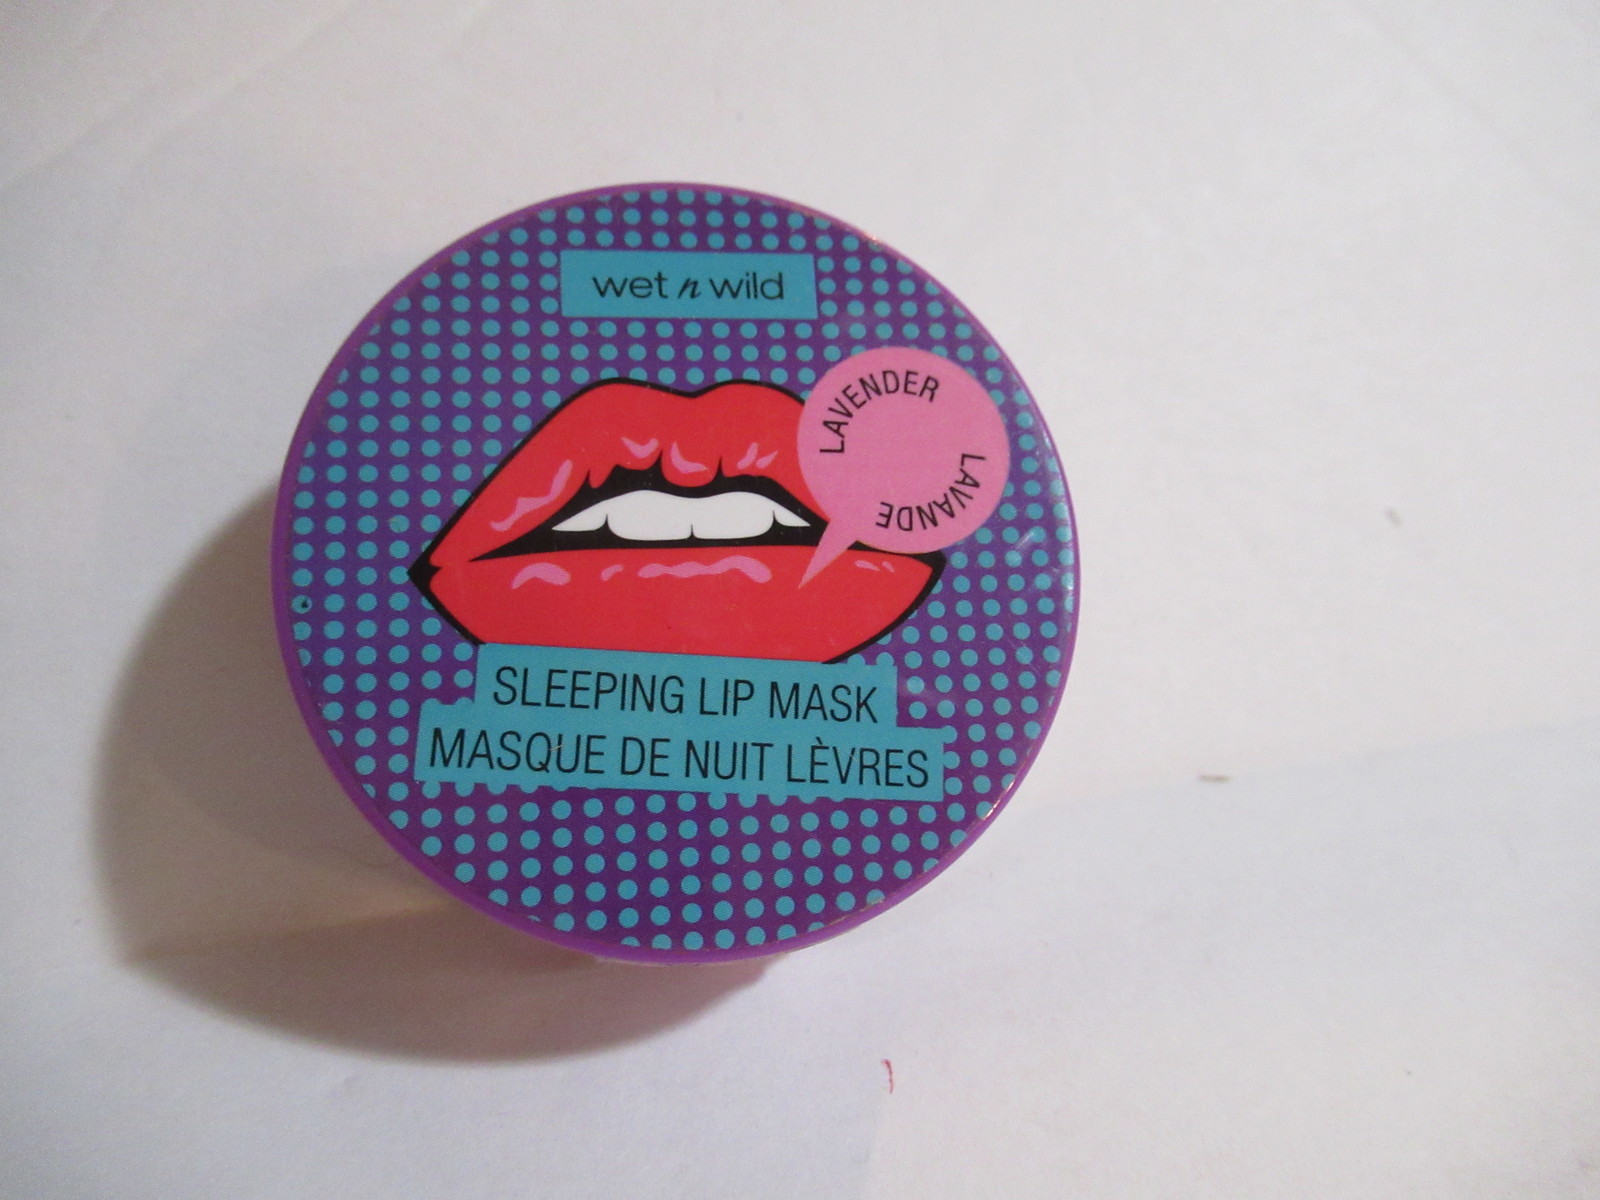 wet n wild
LAVENDER
LAVANDE
SLEEPING LIP MASK
MASQUE DE NUIT LÈVRES